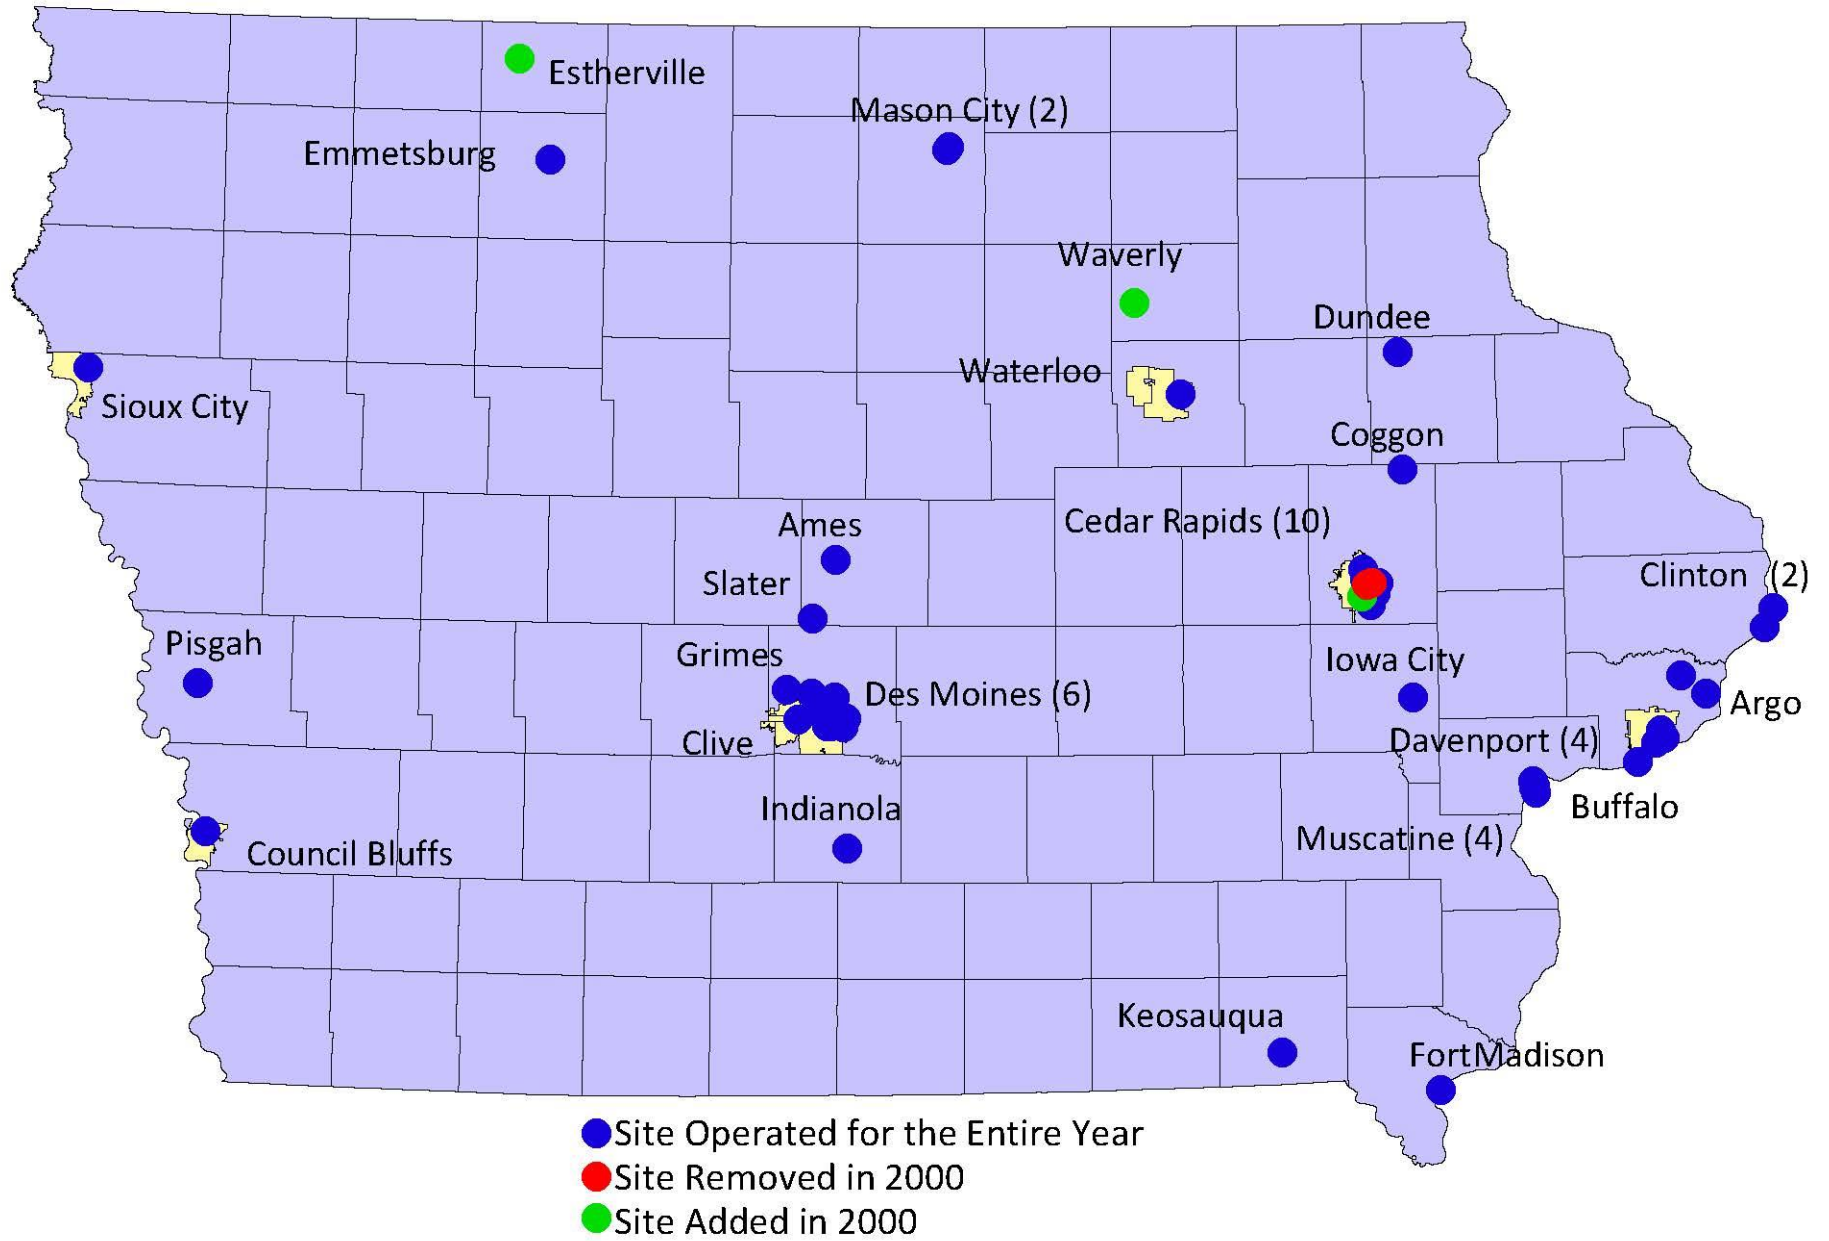 Estherville
Mason City (2)
Emmetsburg
Waverly
Dundee
Waterloo
Sioux City
Coggon
Ames
Cedar Rapids (10)
Clinton (2)
Slater
Pisgah
Grimes
Iowa City
Des Moines (6)
Argo
Clive
Davenport (4)
Indianola
Buffalo
Muscatine (4)
Council Bluffs
Keosauqua
FortMadison
Site Operated for the Entire Year
Site Removed in 2000
Site Added in 2000